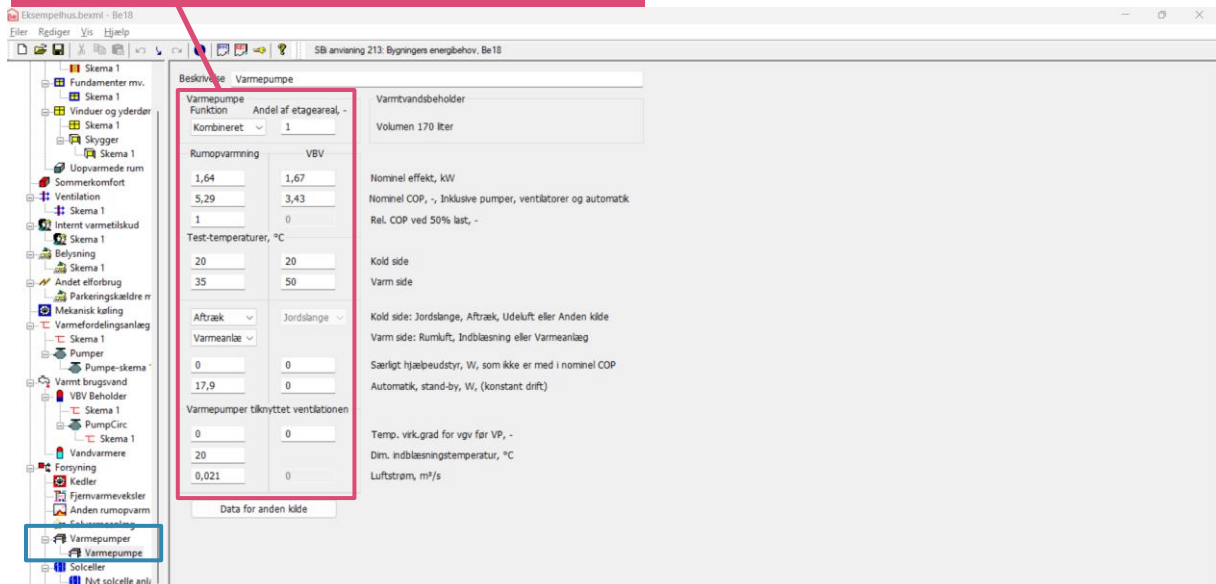 Eksempelhus.bexml - Be18
Filer Rediger Vis Hjælp
SBi anvisning 213: Bygningers energibehov, Be18
Skema 1
Fundamenter mv.
Skema 1
Vinduer og yderdør
Skema 1
Skygger
Skema 1
Uopvarmede rum
Sommerkomfort
Ventilation
Skema 1
Internt varmetilskud
Skema 1
Belysning
Skema 1
Andet elforbrug
Parkeringskældre m
Mekanisk køling
Varmefordelingsanlæg
Skema 1
Pumper
Pumpe-skema
Varmt brugsvand
VBV Beholder
Skema 1
PumpCirc
Skema 1
Vandvarmere
Forsyning
Kedler
Fjernvarmeveksler
Anden rumopvarm
Solvarmeanlæg
Varmepumper
Varmepumpe
Solceller
Nyt solcelle anlæ
Beskrivelse Varmepumpe
Varmepumpe
Funktion Andel af etageareal, -
Kombineret 1
Varmtvandsbeholder
Volumen 170 liter
Rumopvarmning VBV
1,64 1,67 Nominel effekt, kW
5,29 3,43 Nominel COP, -, Inklusive pumper, ventilatorer og automatik
1 0 Rel. COP ved 50% last, -
Test-temperaturer, °C
20 20 Kold side
35 50 Varm side
Aftræk Jordslange Kold side: Jordslange, Aftræk, Udeluft eller Anden kilde
Varmeanlæ Varm side: Rumluft, Indblæsning eller Varmeanlæg
0 0 Særligt hjælpeudstyr, W, som ikke er med i nominel COP
17,9 0 Automatik, stand-by, W, (konstant drift)
Varmepumper tilknyttet ventilationen
0 0 Temp. virk.grad for vgv før VP, -
20 Dim. indblæsningstemperatur, °C
0,021 0 Luftstrøm, m³/s
Data for anden kilde